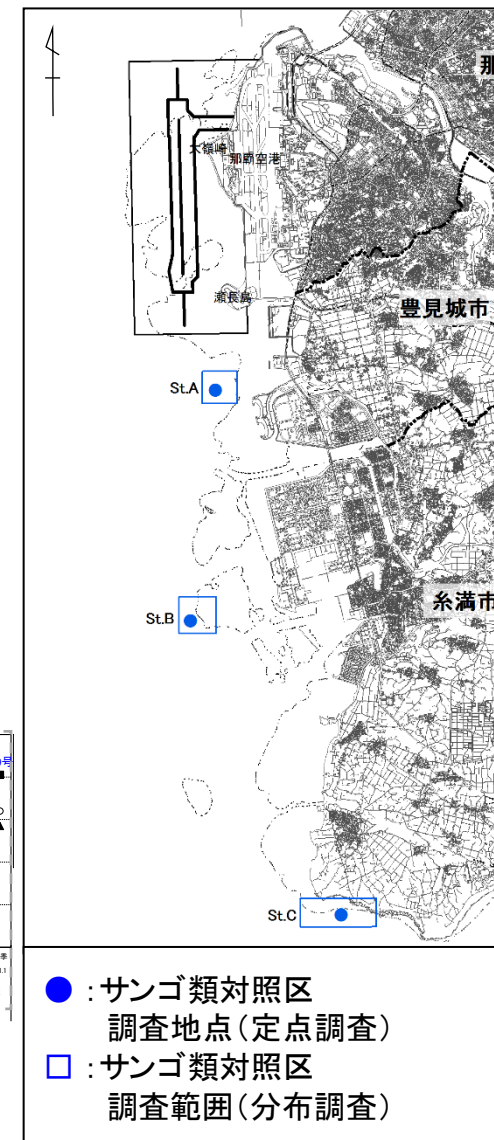 那
大嶺崎
那覇空港
瀬長島
豊見城市
St.A
糸満市
St.B
St.C
号
季
●：サンゴ類対照区
調査地点（定点調査）
□：サンゴ類対照区
調査範囲（分布調査）